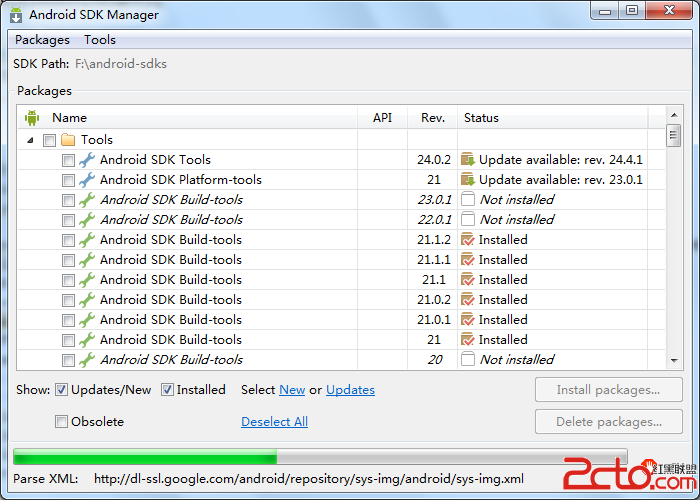 Android SDK Manager
Packages Tools
SDK Path: F:\android-sdks
Packages
Name API Rev. Status
Tools
Android SDK Tools 24.0.2 Update available: rev. 24.4.1
Android SDK Platform-tools 21 Update available: rev. 23.0.1
Android SDK Build-tools 23.0.1 Not installed
Android SDK Build-tools 22.0.1 Not installed
Android SDK Build-tools 21.1.2 Installed
Android SDK Build-tools 21.1.1 Installed
Android SDK Build-tools 21.1 Installed
Android SDK Build-tools 21.0.2 Installed
Android SDK Build-tools 21.0.1 Installed
Android SDK Build-tools 21 Installed
Android SDK Build-tools 20 Not installed
Show: Updates/New Installed Select New or Updates Install packages...
Obsolete Deselect All Delete packages...
Parse XML: http://dl-ssl.google.com/android/repository/sys-img/android/sys-img.xml
2cto.com
红黑联盟